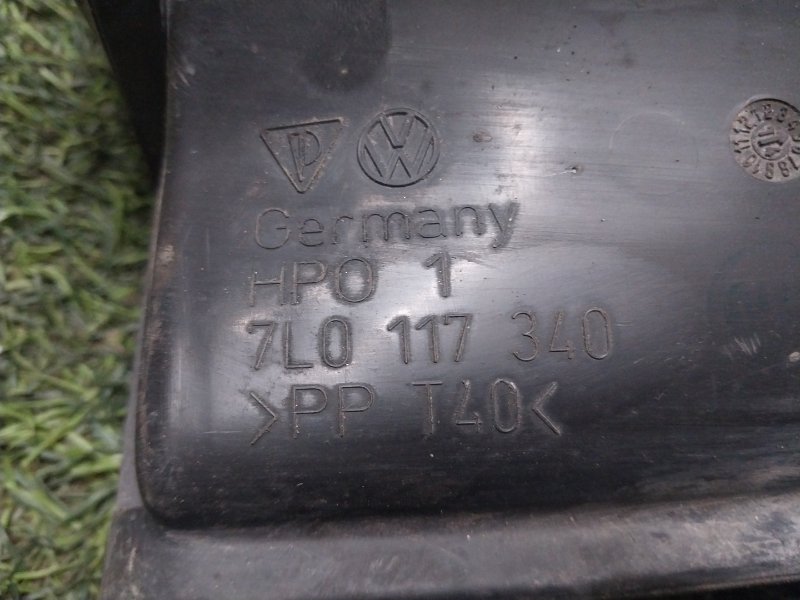 Germany
HPO 1
7L0 117 340
>PP T40<